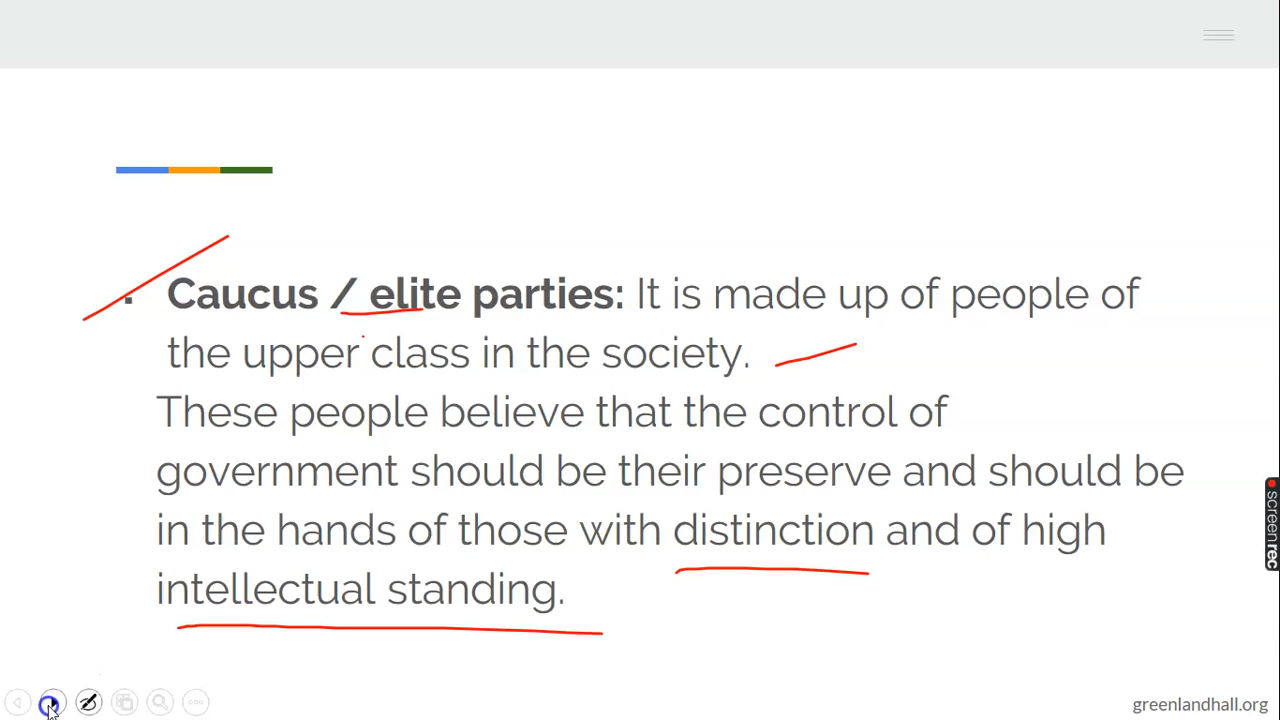 ▪ Caucus / elite parties: It is made up of people of
the upper class in the society.
These people believe that the control of
government should be their preserve and should be
in the hands of those with distinction and of high
intellectual standing.
screenrec
greenlandhall.org